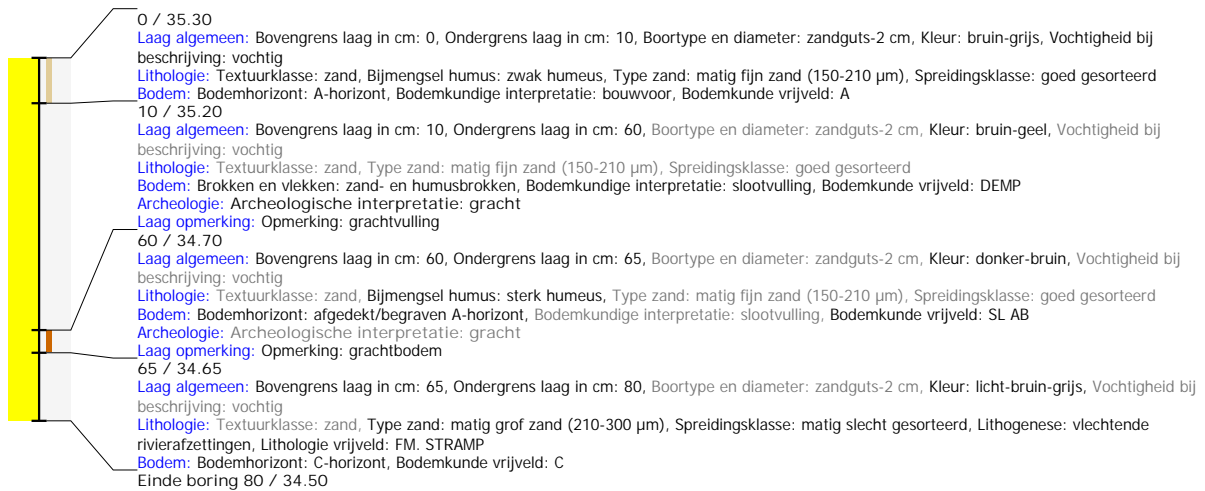 0 / 35.30
Laag algemeen: Bovengrens laag in cm: 0, Ondergrens laag in cm: 10, Boortype en diameter: zandguts-2 cm, Kleur: bruin-grijs, Vochtigheid bij
beschrijving: vochtig
Lithologie: Textuurklasse: zand, Bijmengsel humus: zwak humeus, Type zand: matig fijn zand (150-210 µm), Spreidingsklasse: goed gesorteerd
Bodem: Bodemhorizont: A-horizont, Bodemkundige interpretatie: bouwvoor, Bodemkunde vrijveld: A
10 / 35.20
Laag algemeen: Bovengrens laag in cm: 10, Ondergrens laag in cm: 60, Boortype en diameter: zandguts-2 cm, Kleur: bruin-geel, Vochtigheid bij
beschrijving: vochtig
Lithologie: Textuurklasse: zand, Type zand: matig fijn zand (150-210 µm), Spreidingsklasse: goed gesorteerd
Bodem: Brokken en vlekken: zand- en humusbrokken, Bodemkundige interpretatie: slootvulling, Bodemkunde vrijveld: DEMP
Archeologie: Archeologische interpretatie: gracht
Laag opmerking: Opmerking: grachtvulling
60 / 34.70
Laag algemeen: Bovengrens laag in cm: 60, Ondergrens laag in cm: 65, Boortype en diameter: zandguts-2 cm, Kleur: donker-bruin, Vochtigheid bij
beschrijving: vochtig
Lithologie: Textuurklasse: zand, Bijmengsel humus: sterk humeus, Type zand: matig fijn zand (150-210 µm), Spreidingsklasse: goed gesorteerd
Bodem: Bodemhorizont: afgedekt/begraven A-horizont, Bodemkundige interpretatie: slootvulling, Bodemkunde vrijveld: SL AB
Archeologie: Archeologische interpretatie: gracht
Laag opmerking: Opmerking: grachtbodem
65 / 34.65
Laag algemeen: Bovengrens laag in cm: 65, Ondergrens laag in cm: 80, Boortype en diameter: zandguts-2 cm, Kleur: licht-bruin-grijs, Vochtigheid bij
beschrijving: vochtig
Lithologie: Textuurklasse: zand, Type zand: matig grof zand (210-300 µm), Spreidingsklasse: matig slecht gesorteerd, Lithogenese: vlechtende
rivierafzettingen, Lithologie vrijveld: FM. STRAMP
Bodem: Bodemhorizont: C-horizont, Bodemkunde vrijveld: C
Einde boring 80 / 34.50